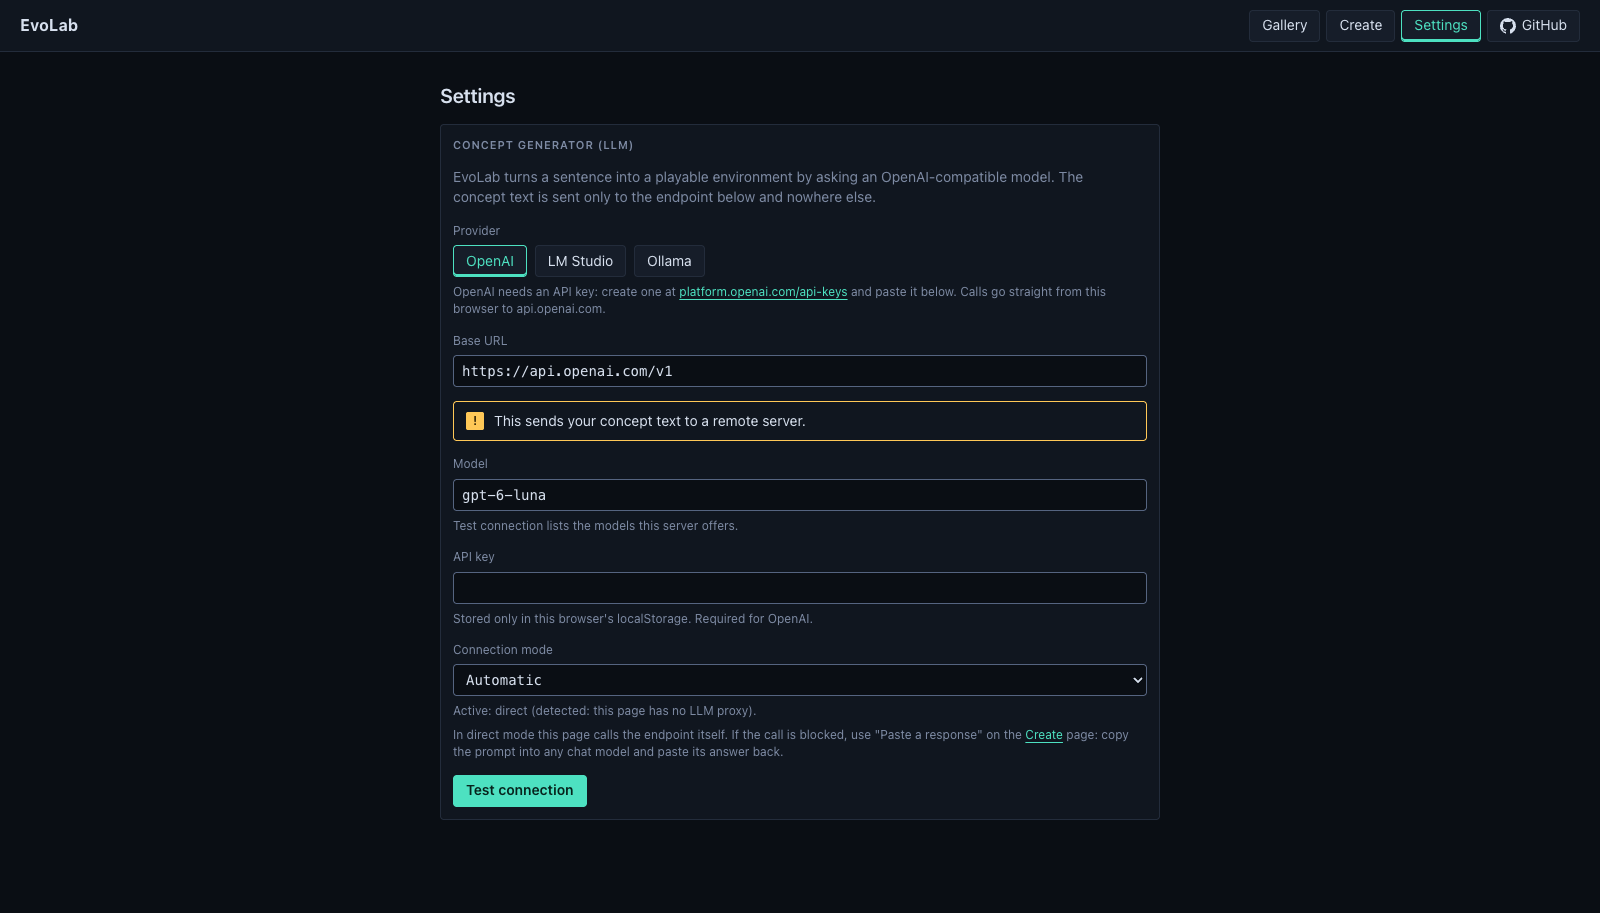 EvoLab
Gallery
Create
Settings
GitHub
Settings
CONCEPT GENERATOR (LLM)
EvoLab turns a sentence into a playable environment by asking an OpenAI-compatible model. The
concept text is sent only to the endpoint below and nowhere else.
Provider
OpenAI
LM Studio
Ollama
OpenAI needs an API key: create one at platform.openai.com/api-keys and paste it below. Calls go straight from this
browser to api.openai.com.
Base URL
https://api.openai.com/v1
! This sends your concept text to a remote server.
Model
gpt-6-luna
Test connection lists the models this server offers.
API key
Stored only in this browser's localStorage. Required for OpenAI.
Connection mode
Automatic
Active: direct (detected: this page has no LLM proxy).
In direct mode this page calls the endpoint itself. If the call is blocked, use "Paste a response" on the Create page: copy
the prompt into any chat model and paste its answer back.
Test connection